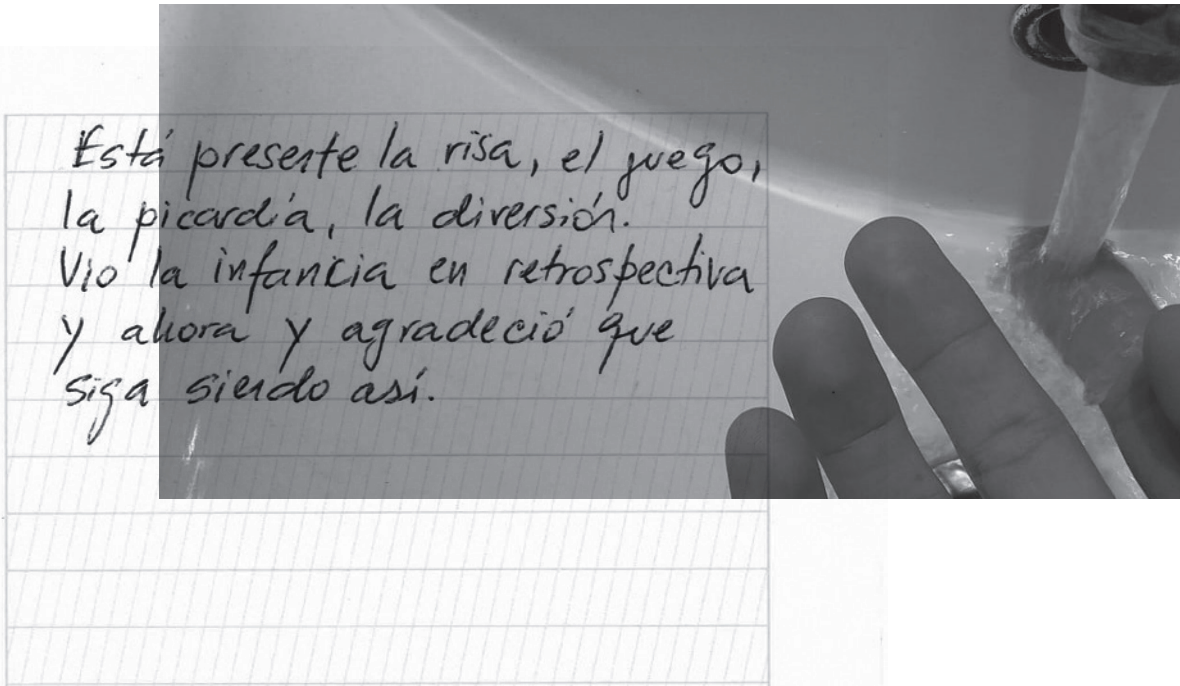 Está presente la risa, el juego,
la picardía, la diversión.
Vio la infancia en retrospectiva
y ahora y agradeció que
siga siendo así.